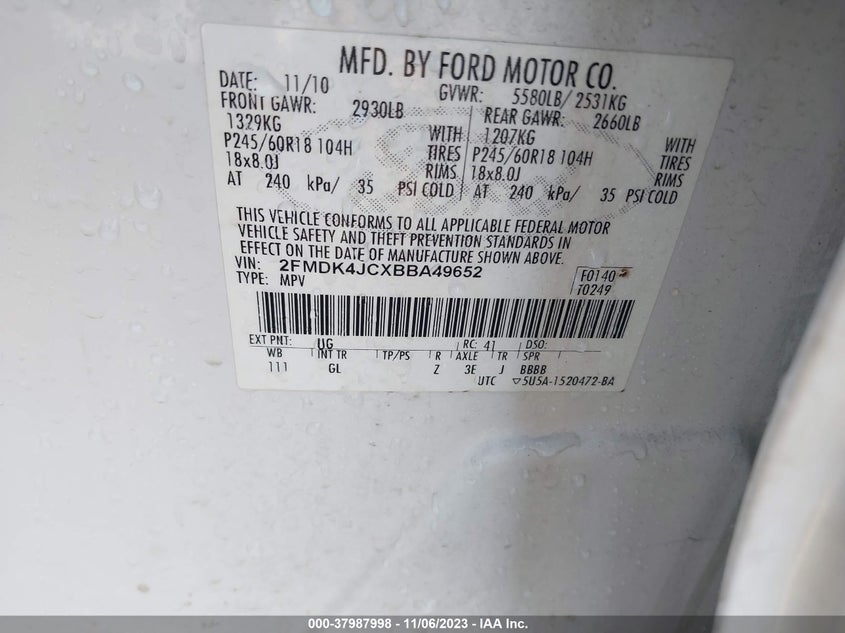 MFD. BY FORD MOTOR CO.
DATE: 11/10 GVWR: 5580LB/ 2531KG
FRONT GAWR: 2930LB REAR GAWR: 2660LB
1329KG WITH 1207KG WITH
P245/60R18 104H TIRES P245/60R18 104H TIRES
18x8.0J RIMS 18x8.0J RIMS
AT 240 kPa/ 35 PSI COLD AT 240 kPa/ 35 PSI COLD
THIS VEHICLE CONFORMS TO ALL APPLICABLE FEDERAL MOTOR
VEHICLE SAFETY AND THEFT PREVENTION STANDARDS IN
EFFECT ON THE DATE OF MANUFACTURE SHOWN ABOVE.
VIN: 2FMDK4JCXBBA49652 F0140
TYPE: MPV T0249
EXT PNT: UG RC: 41 DSO:
WB INT TR TP/PS R AXLE TR SPR
111 GL Z 3E J BBBB
UTC ▽5U5A-1520472-BA
000-37987998 - 11/06/2023 - IAA Inc.